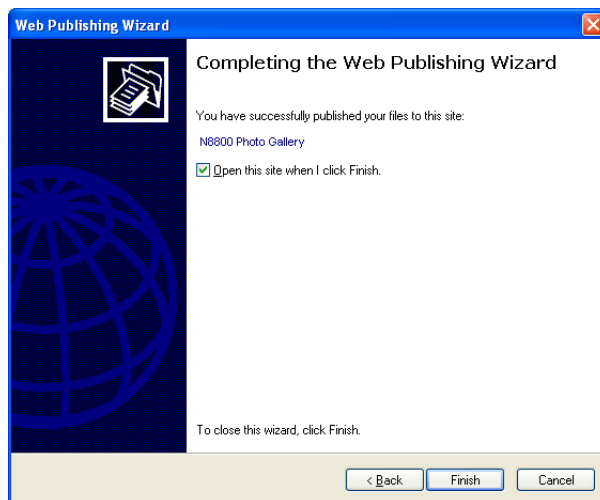 Web Publishing Wizard
Completing the Web Publishing Wizard
You have successfully published your files to this site:
N8800 Photo Gallery
Open this site when I click Finish.
To close this wizard, click Finish.
< Back Finish Cancel